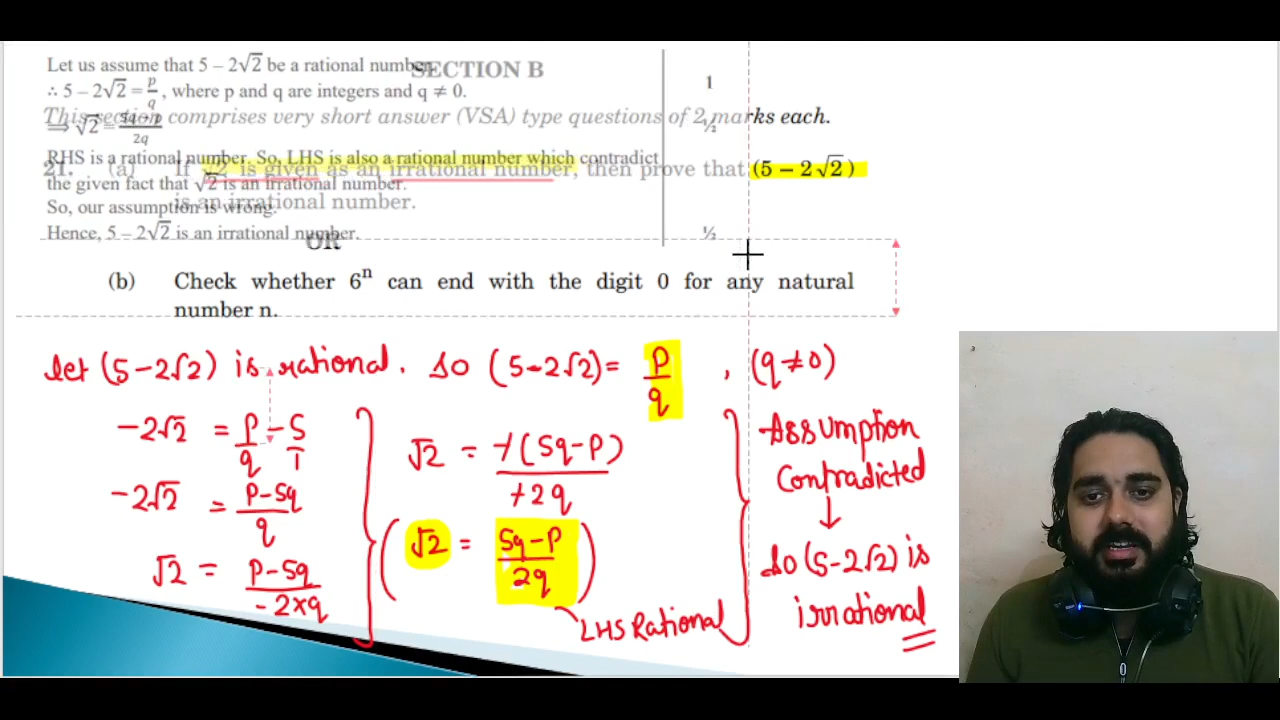 Let us assume that 5 – 2√2 be a rational number.
SECTION B
∴ 5 – 2√2 = p/q, where p and q are integers and q ≠ 0.
1
This section comprises very short answer (VSA) type questions of 2 marks each.
⟹ √2 = (5q – p)/2q
½
RHS is a rational number. So, LHS is also a rational number which contradict
21. (a) If √2 is given as an irrational number, then prove that (5 – 2√2)
the given fact that √2 is an irrational number.
is an irrational number.
So, our assumption is wrong.
Hence, 5 – 2√2 is an irrational number.
½
OR
(b) Check whether 6ⁿ can end with the digit 0 for any natural
number n.
let (5-2√2) is rational. so (5-2√2) = p/q, (q≠0)
-2√2 = p/q - 5/1
-2√2 = (p-5q)/q
√2 = (p-5q)/(-2×q)
√2 = -(5q-p)/+2q
(√2 = (5q-p)/2q)
LHS Rational
Assumption
Contradicted
↓
so (5-2√2) is
irrational